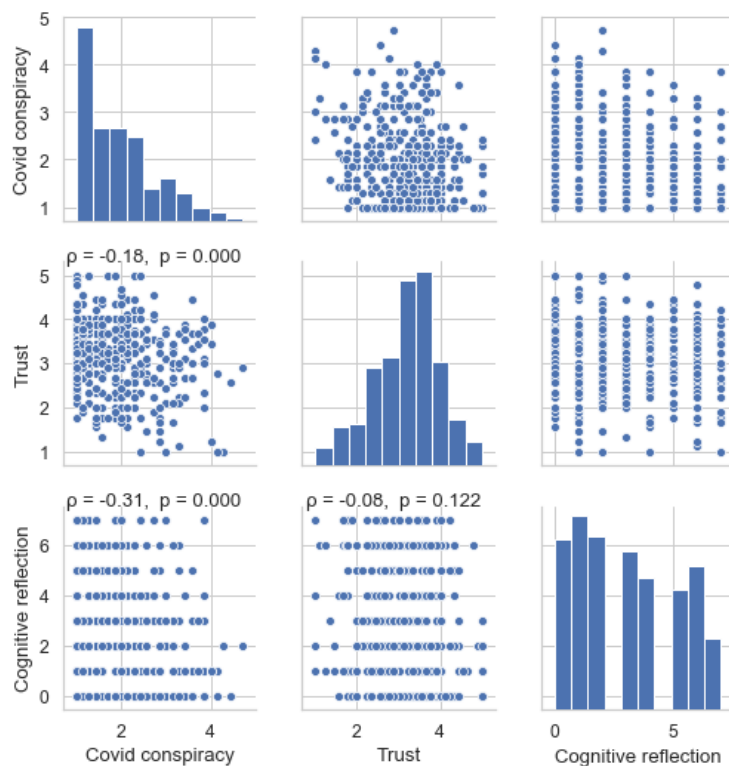 5
4
3
2
1
Covid conspiracy
ρ = -0.18, p = 0.000
5
4
3
2
1
Trust
ρ = -0.31, p = 0.000
ρ = -0.08, p = 0.122
6
4
2
0
Cognitive reflection
2 4
2 4
0 5
Covid conspiracy
Trust
Cognitive reflection